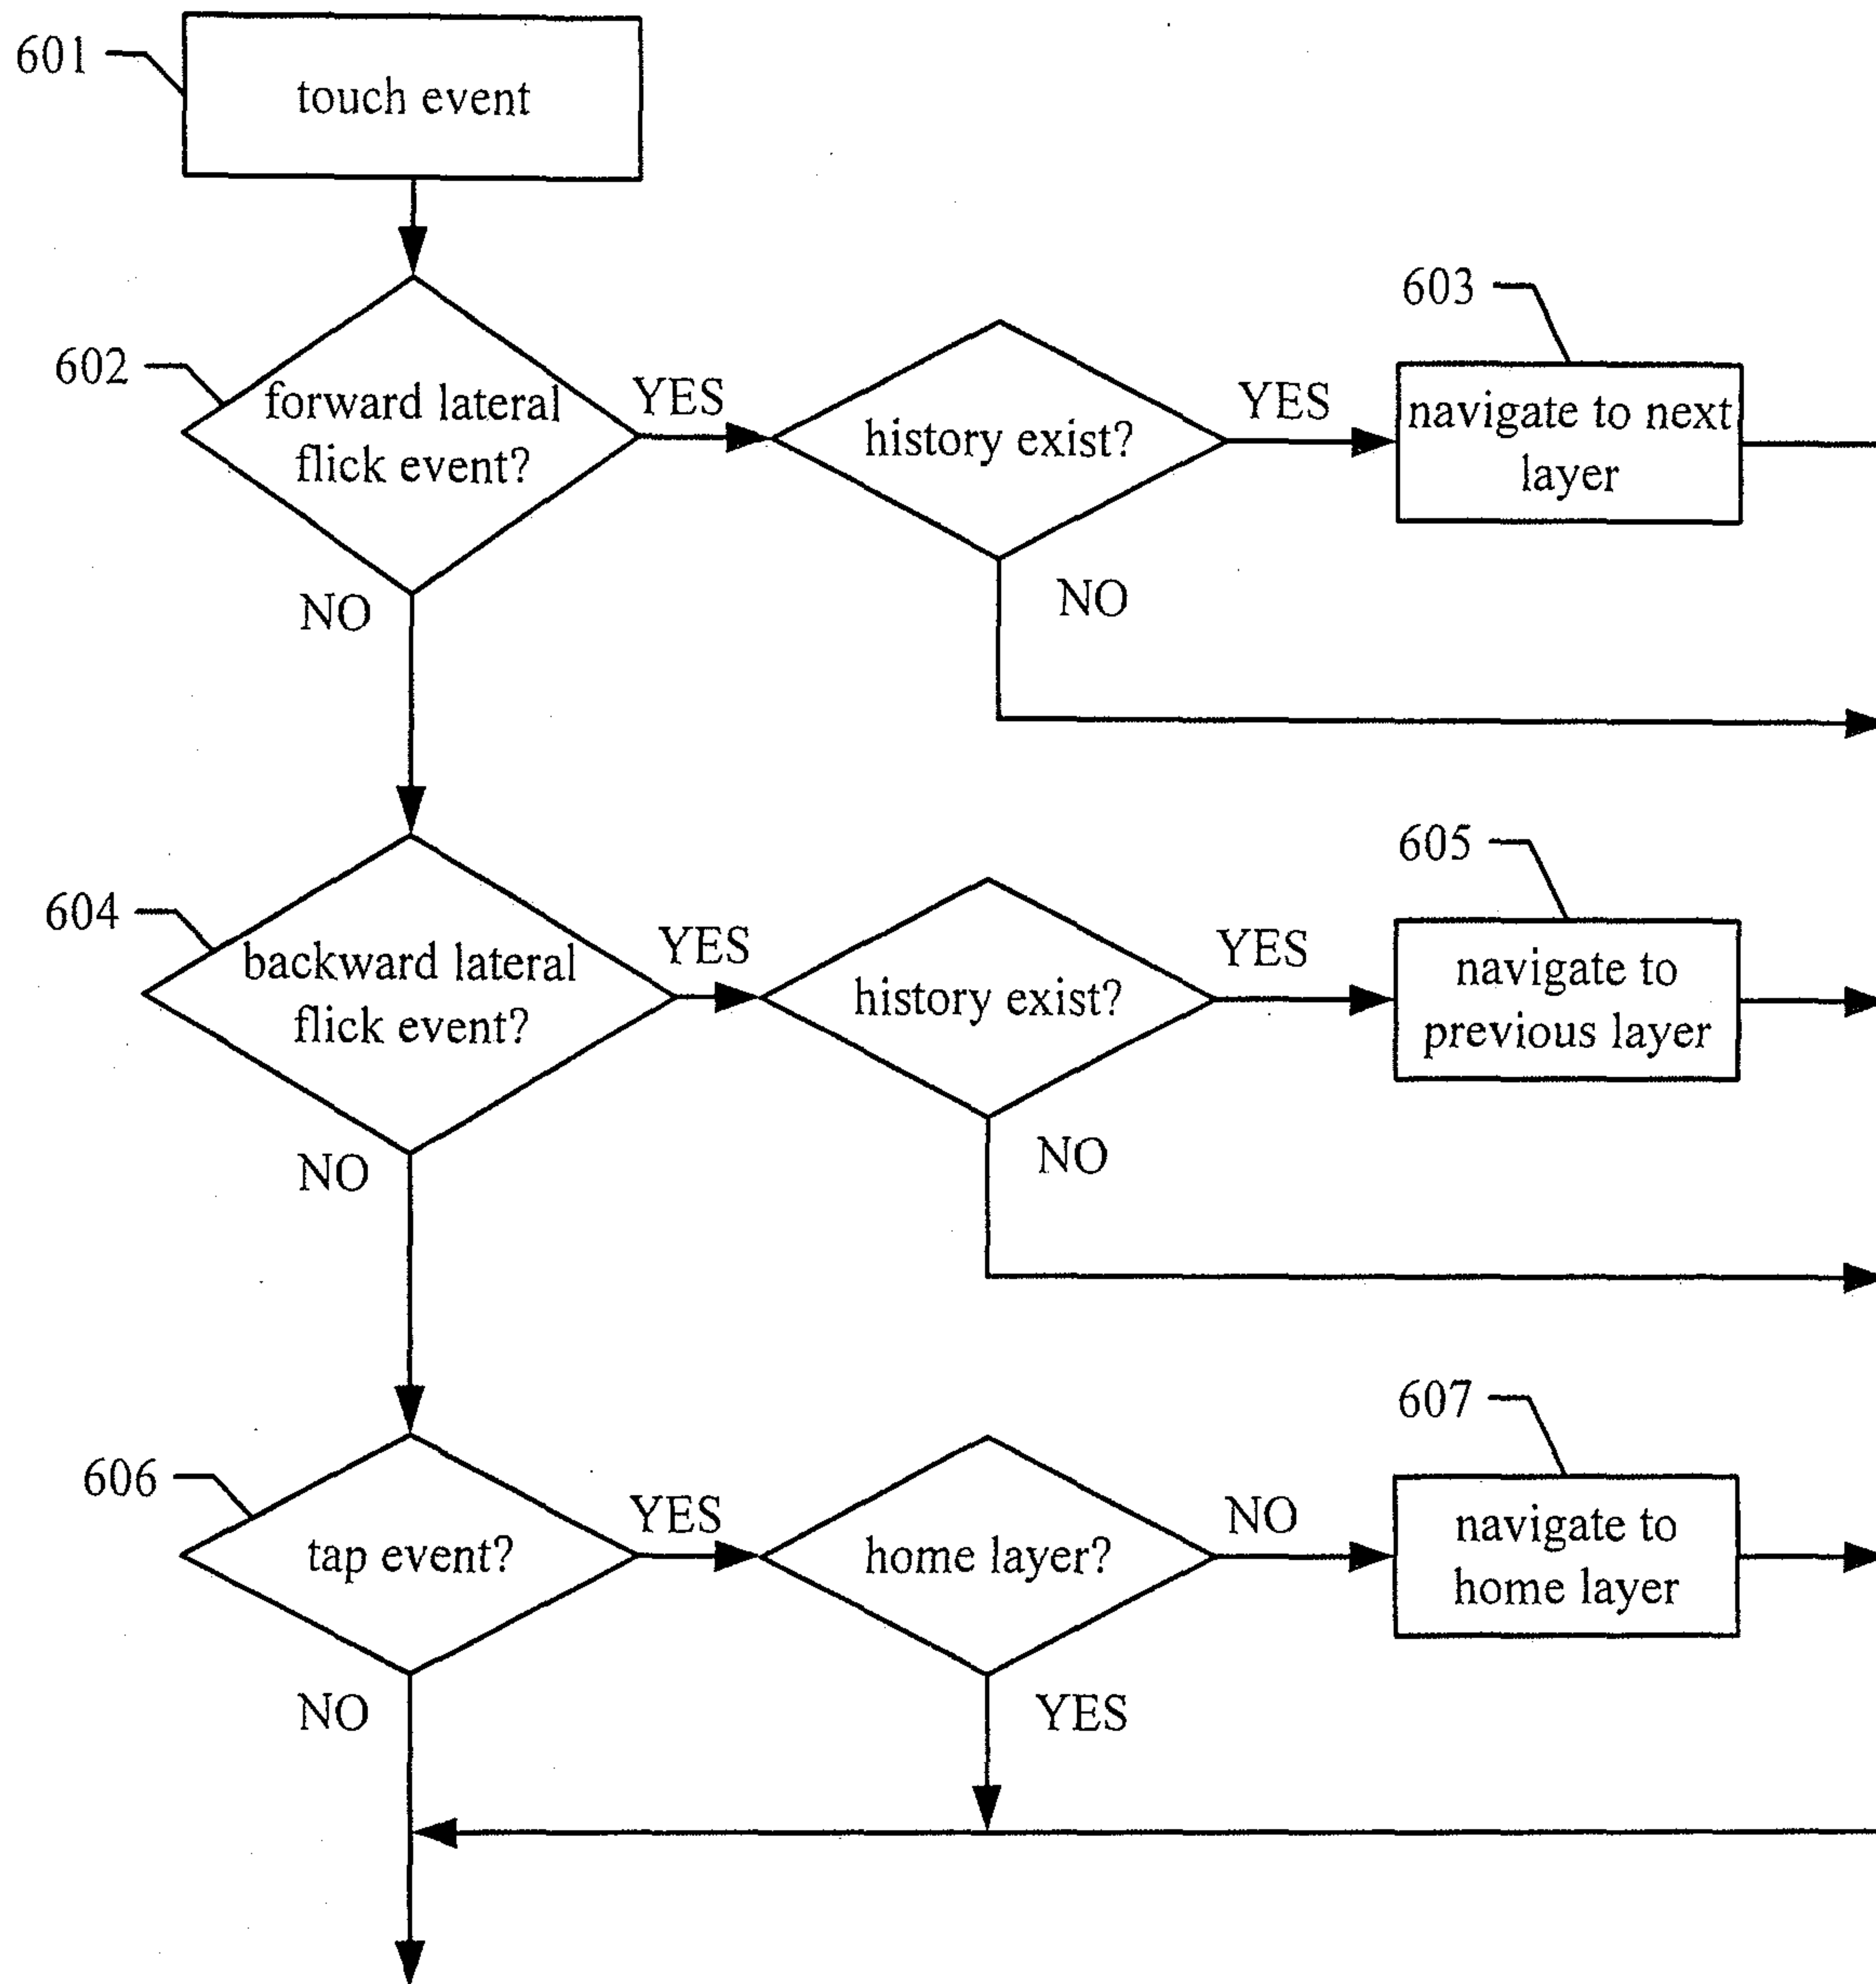 601
touch event
602
forward lateral
flick event?
YES
history exist?
YES
603
navigate to next
layer
NO
NO
604
backward lateral
flick event?
YES
history exist?
YES
605
navigate to
previous layer
NO
NO
606
tap event?
YES
home layer?
NO
607
navigate to
home layer
NO
YES